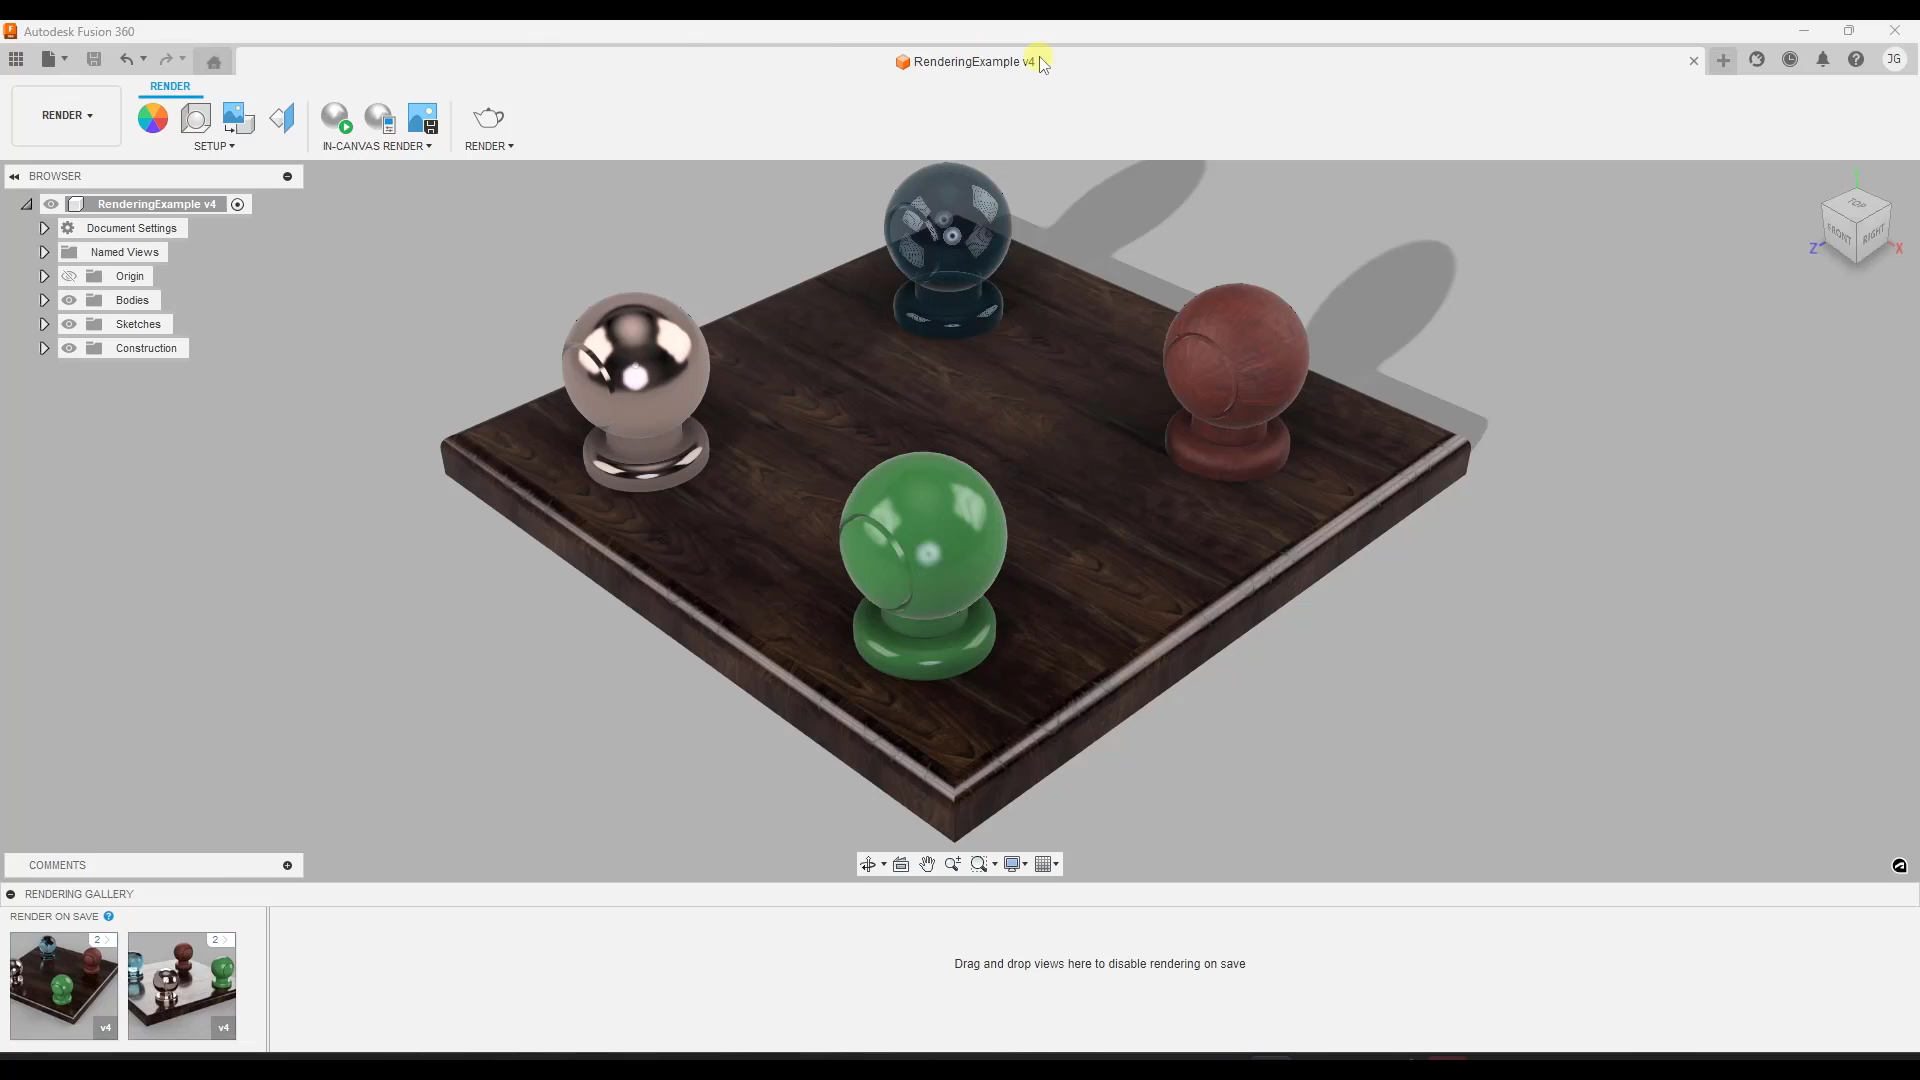 Autodesk Fusion 360
RenderingExample v4
JG
RENDER
RENDER
SETUP
IN-CANVAS RENDER
RENDER
BROWSER
RenderingExample v4
Document Settings
Named Views
Origin
Bodies
Sketches
Construction
Y
TOP
FRONT
RIGHT
Z
X
COMMENTS
RENDERING GALLERY
RENDER ON SAVE
2
v4
2
v4
Drag and drop views here to disable rendering on save